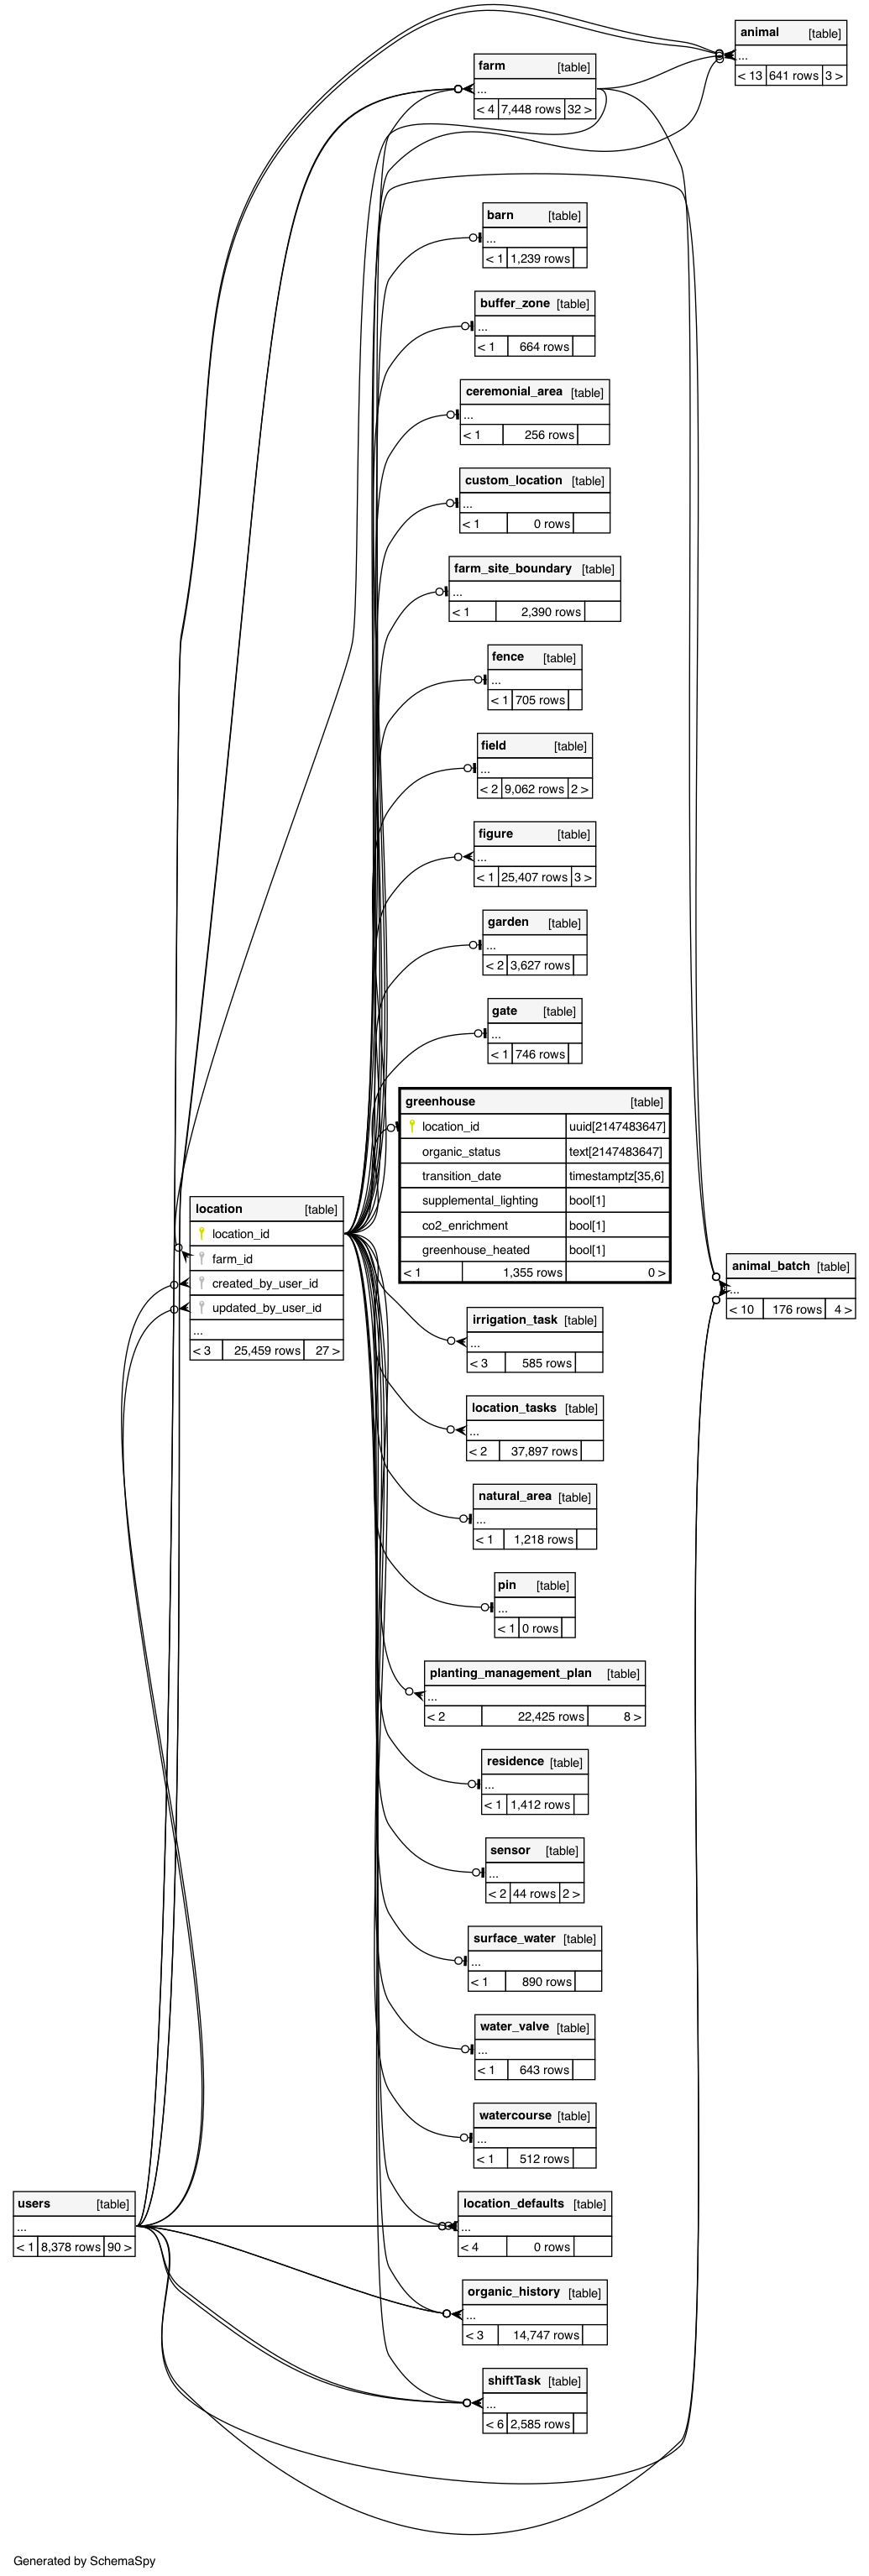 animal [table]
...
< 13 641 rows 3 >
farm [table]
...
< 4 7,448 rows 32 >
barn [table]
...
< 1 1,239 rows
buffer_zone [table]
...
< 1 664 rows
ceremonial_area [table]
...
< 1 256 rows
custom_location [table]
...
< 1 0 rows
farm_site_boundary [table]
...
< 1 2,390 rows
fence [table]
...
< 1 705 rows
field [table]
...
< 2 9,062 rows 2 >
figure [table]
...
< 1 25,407 rows 3 >
garden [table]
...
< 2 3,627 rows
gate [table]
...
< 1 746 rows
greenhouse [table]
location_id uuid[2147483647]
organic_status text[2147483647]
transition_date timestamptz[35,6]
supplemental_lighting bool[1]
co2_enrichment bool[1]
greenhouse_heated bool[1]
< 1 1,355 rows 0 >
location [table]
location_id
farm_id
created_by_user_id
updated_by_user_id
...
< 3 25,459 rows 27 >
animal_batch [table]
...
< 10 176 rows 4 >
irrigation_task [table]
...
< 3 585 rows
location_tasks [table]
...
< 2 37,897 rows
natural_area [table]
...
< 1 1,218 rows
pin [table]
...
< 1 0 rows
planting_management_plan [table]
...
< 2 22,425 rows 8 >
residence [table]
...
< 1 1,412 rows
sensor [table]
...
< 2 44 rows 2 >
surface_water [table]
...
< 1 890 rows
water_valve [table]
...
< 1 643 rows
watercourse [table]
...
< 1 512 rows
users [table]
...
< 1 8,378 rows 90 >
location_defaults [table]
...
< 4 0 rows
organic_history [table]
...
< 3 14,747 rows
shiftTask [table]
...
< 6 2,585 rows
Generated by SchemaSpy